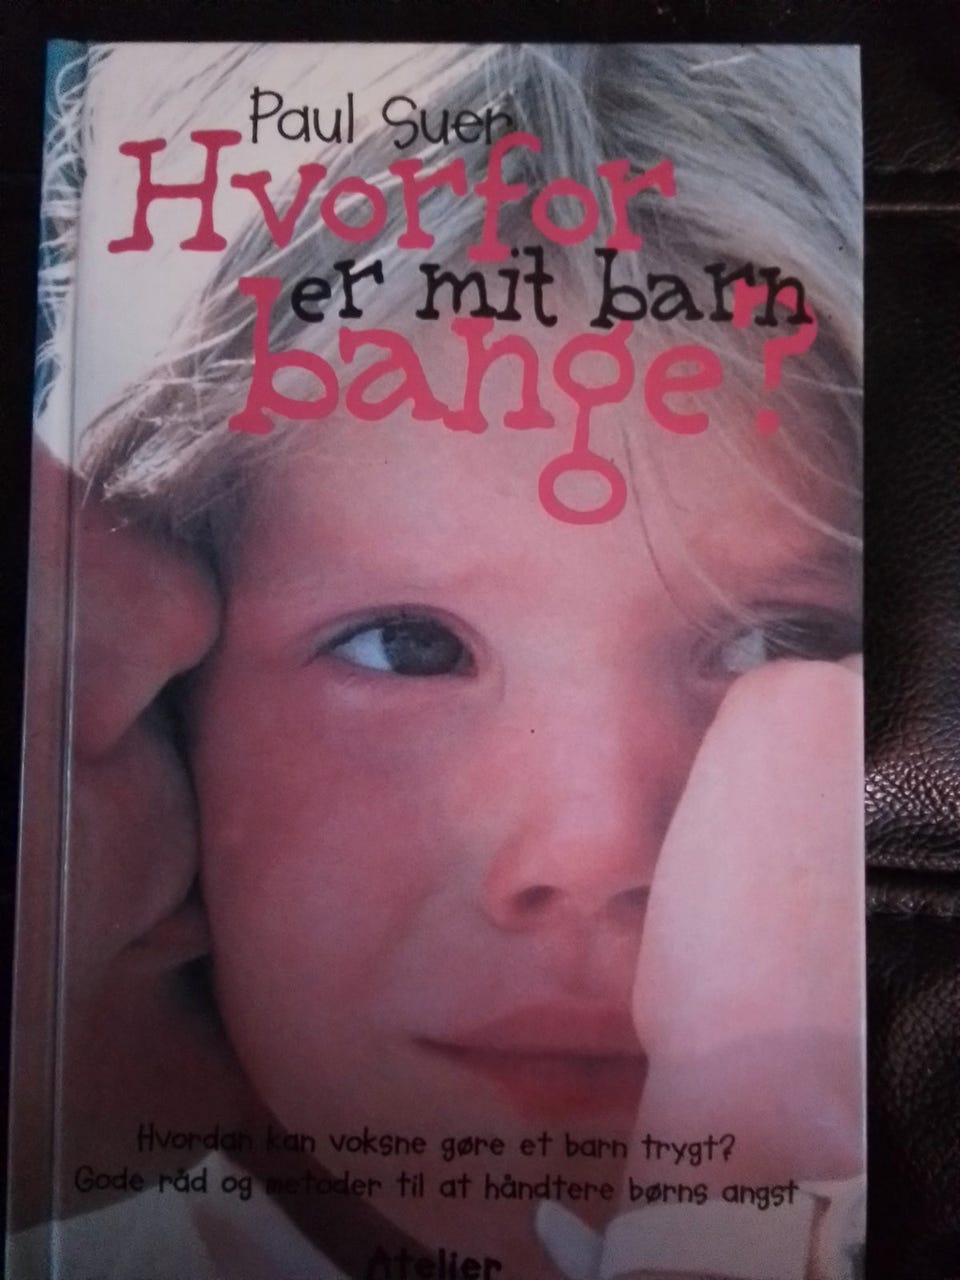 Paul Suer
Hvorfor
er mit barn
bange?
Hvordan kan voksne gøre et barn trygt?
Gode råd og metoder til at håndtere børns angst
Atelier